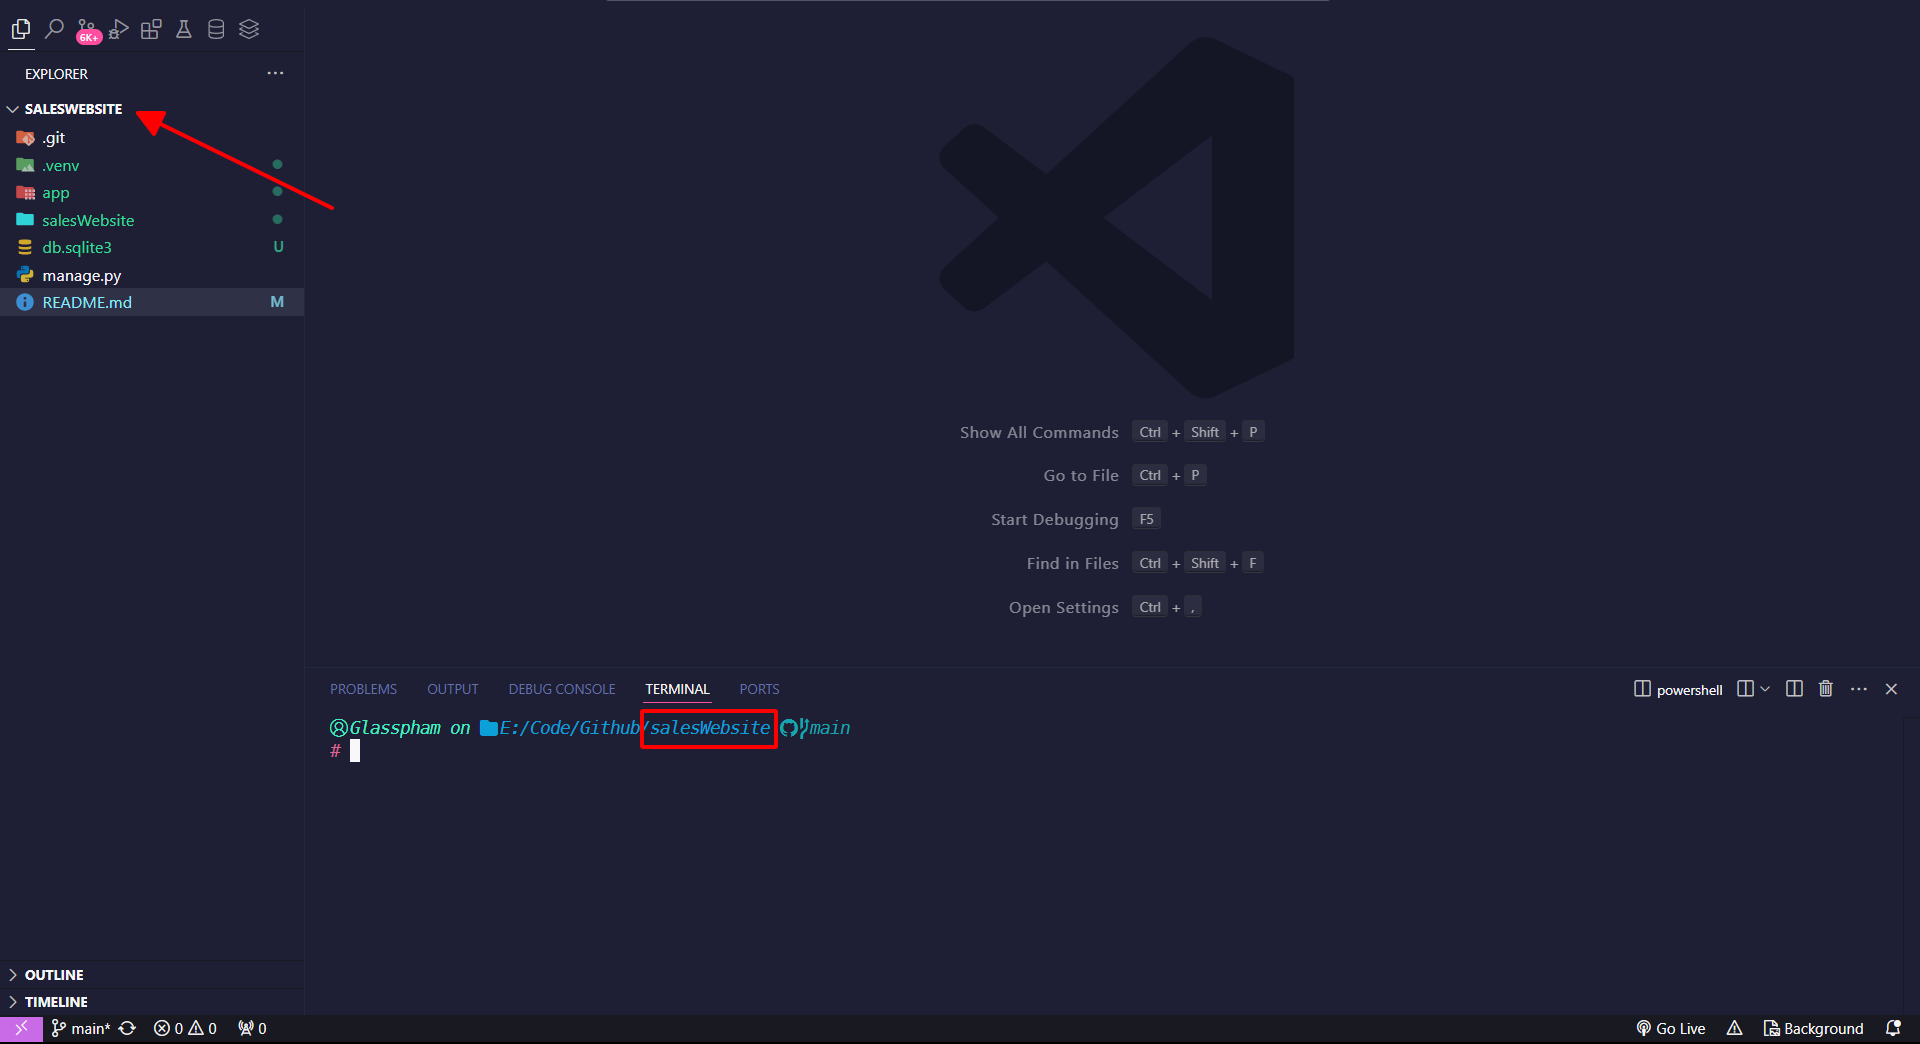 6K+
EXPLORER
SALESWEBSITE
.git
.venv
app
salesWebsite
db.sqlite3 U
manage.py
README.md M
Show All Commands Ctrl + Shift + P
Go to File Ctrl + P
Start Debugging F5
Find in Files Ctrl + Shift + F
Open Settings Ctrl + ,
PROBLEMS OUTPUT DEBUG CONSOLE TERMINAL PORTS powershell
Glasspham on E:/Code/Github/salesWebsite main
#
OUTLINE
TIMELINE
main* 0 0 0 Go Live Background